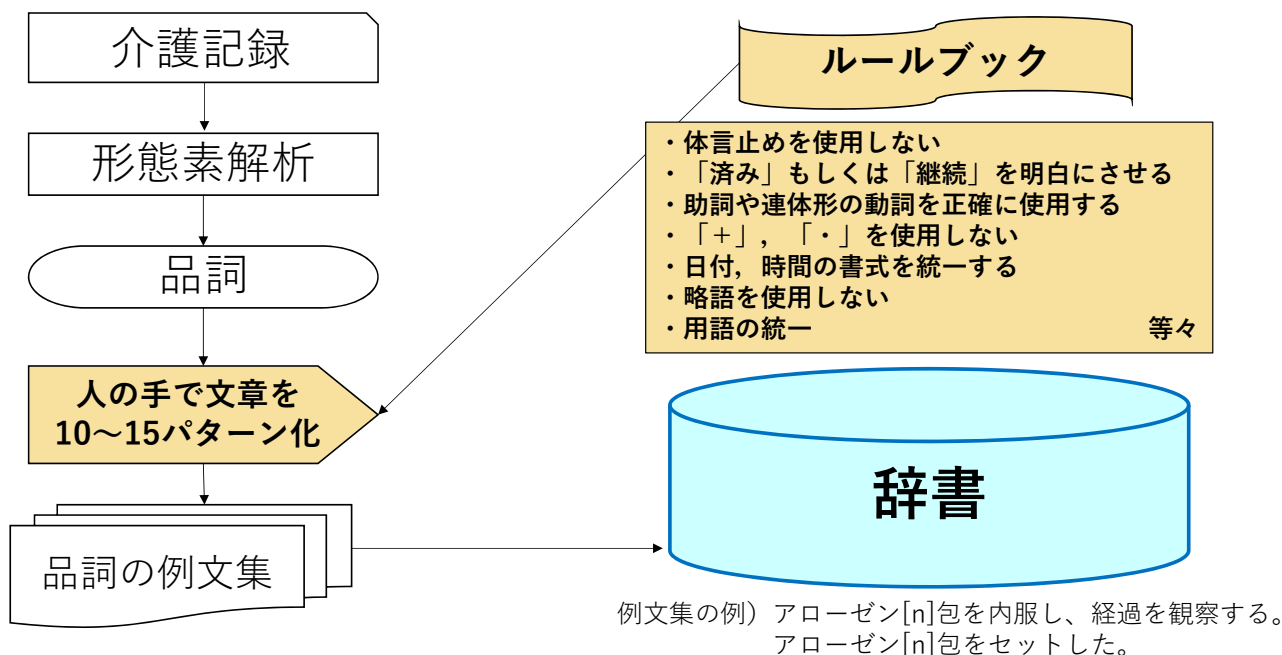 介護記録
形態素解析
品詞
人の手で文章を
10～15パターン化
品詞の例文集
ルールブック
・体言止めを使用しない
・「済み」もしくは「継続」を明白にさせる
・助詞や連体形の動詞を正確に使用する
・「＋」，「・」を使用しない
・日付，時間の書式を統一する
・略語を使用しない
・用語の統一 等々
辞書
例文集の例）アローゼン[n]包を内服し、経過を観察する。
アローゼン[n]包をセットした。